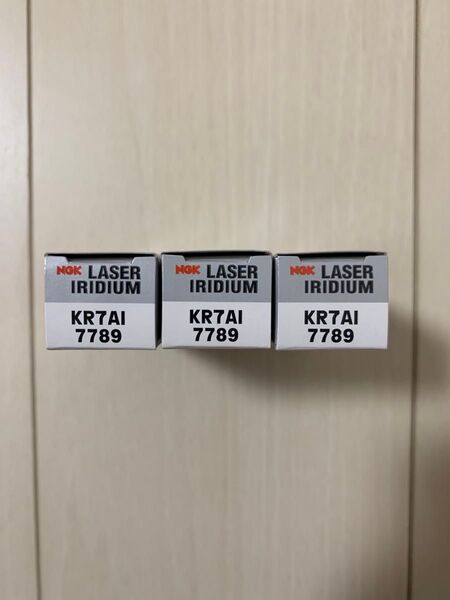 NGK LASER
IRIDIUM
KR7AI
7789
NGK LASER
IRIDIUM
KR7AI
7789
NGK LASER
IRIDIUM
KR7AI
7789